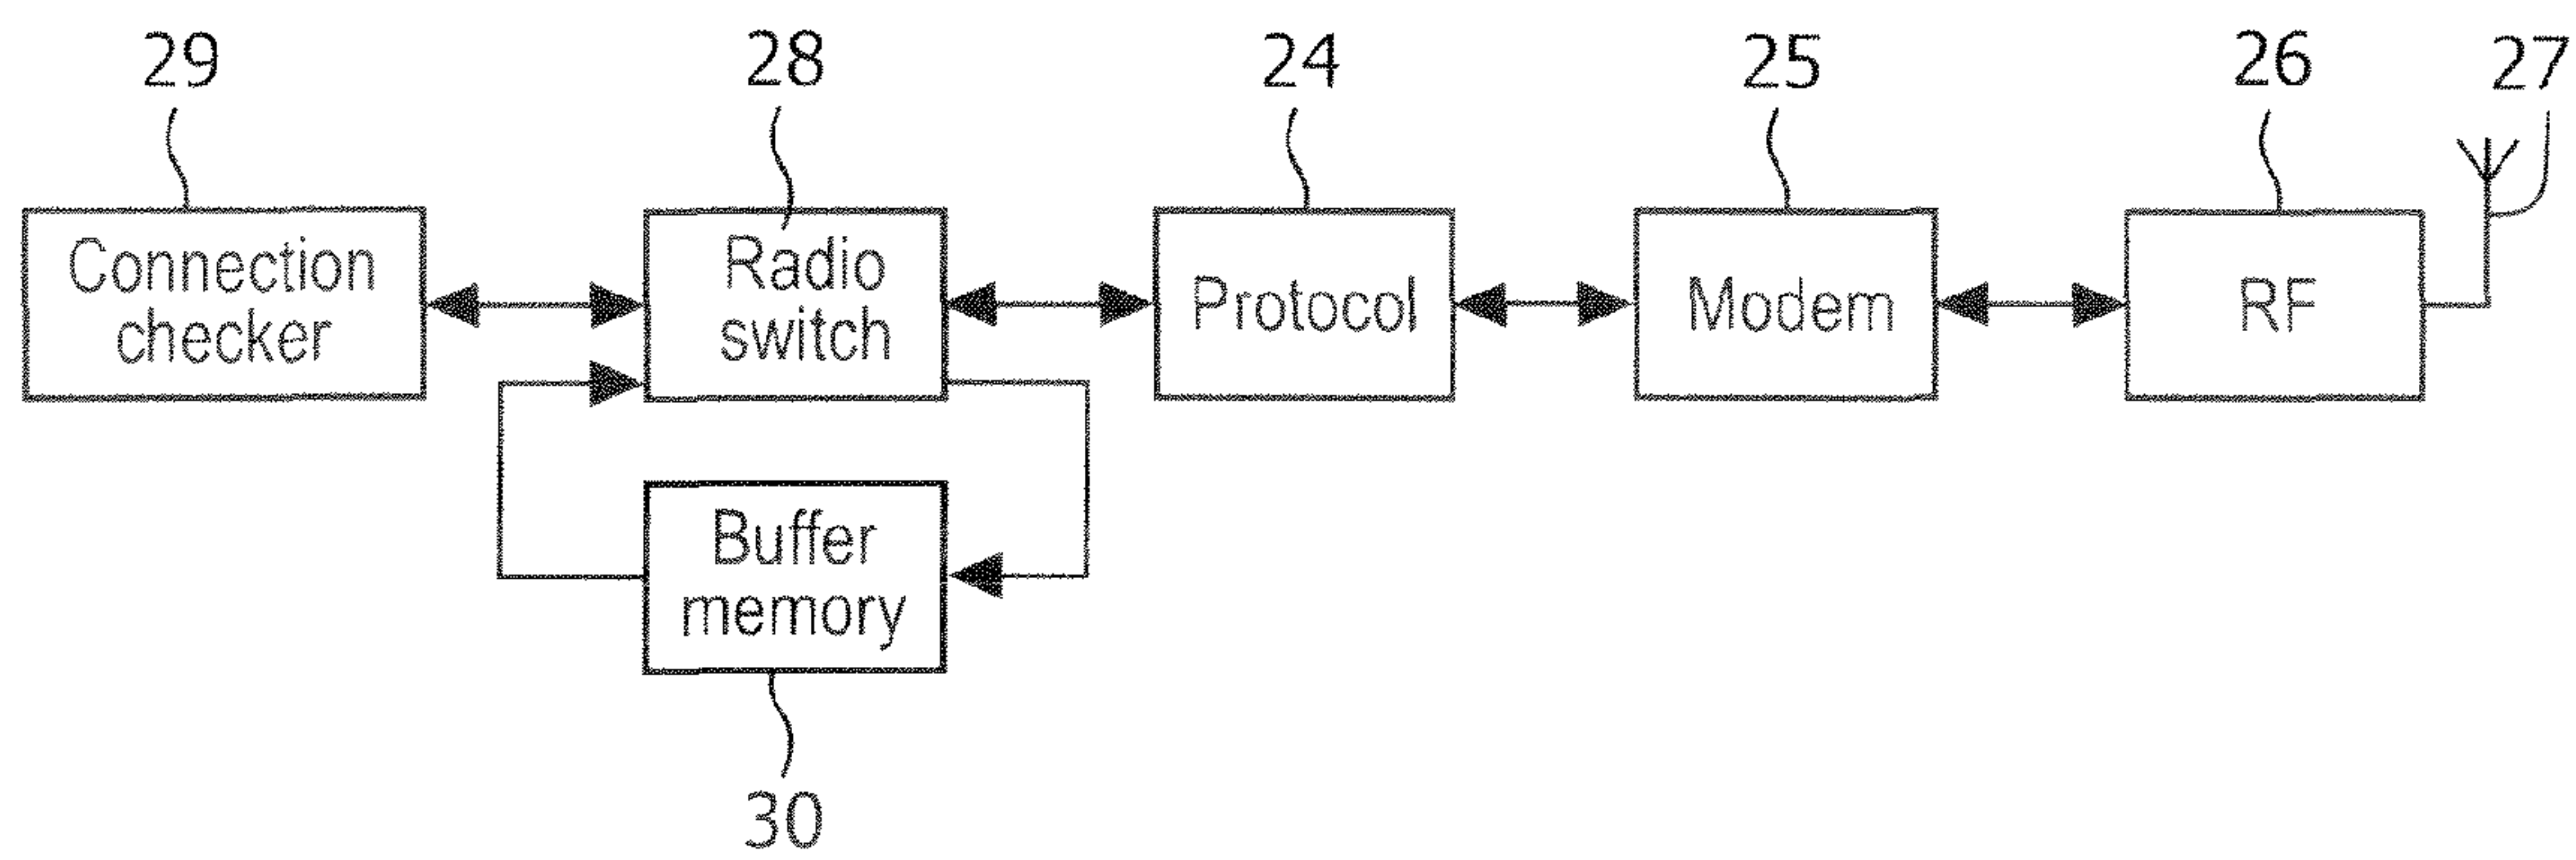 29
28
24
25
26
27
Connection
checker
Radio
switch
Protocol
Modem
RF
Buffer
memory
30